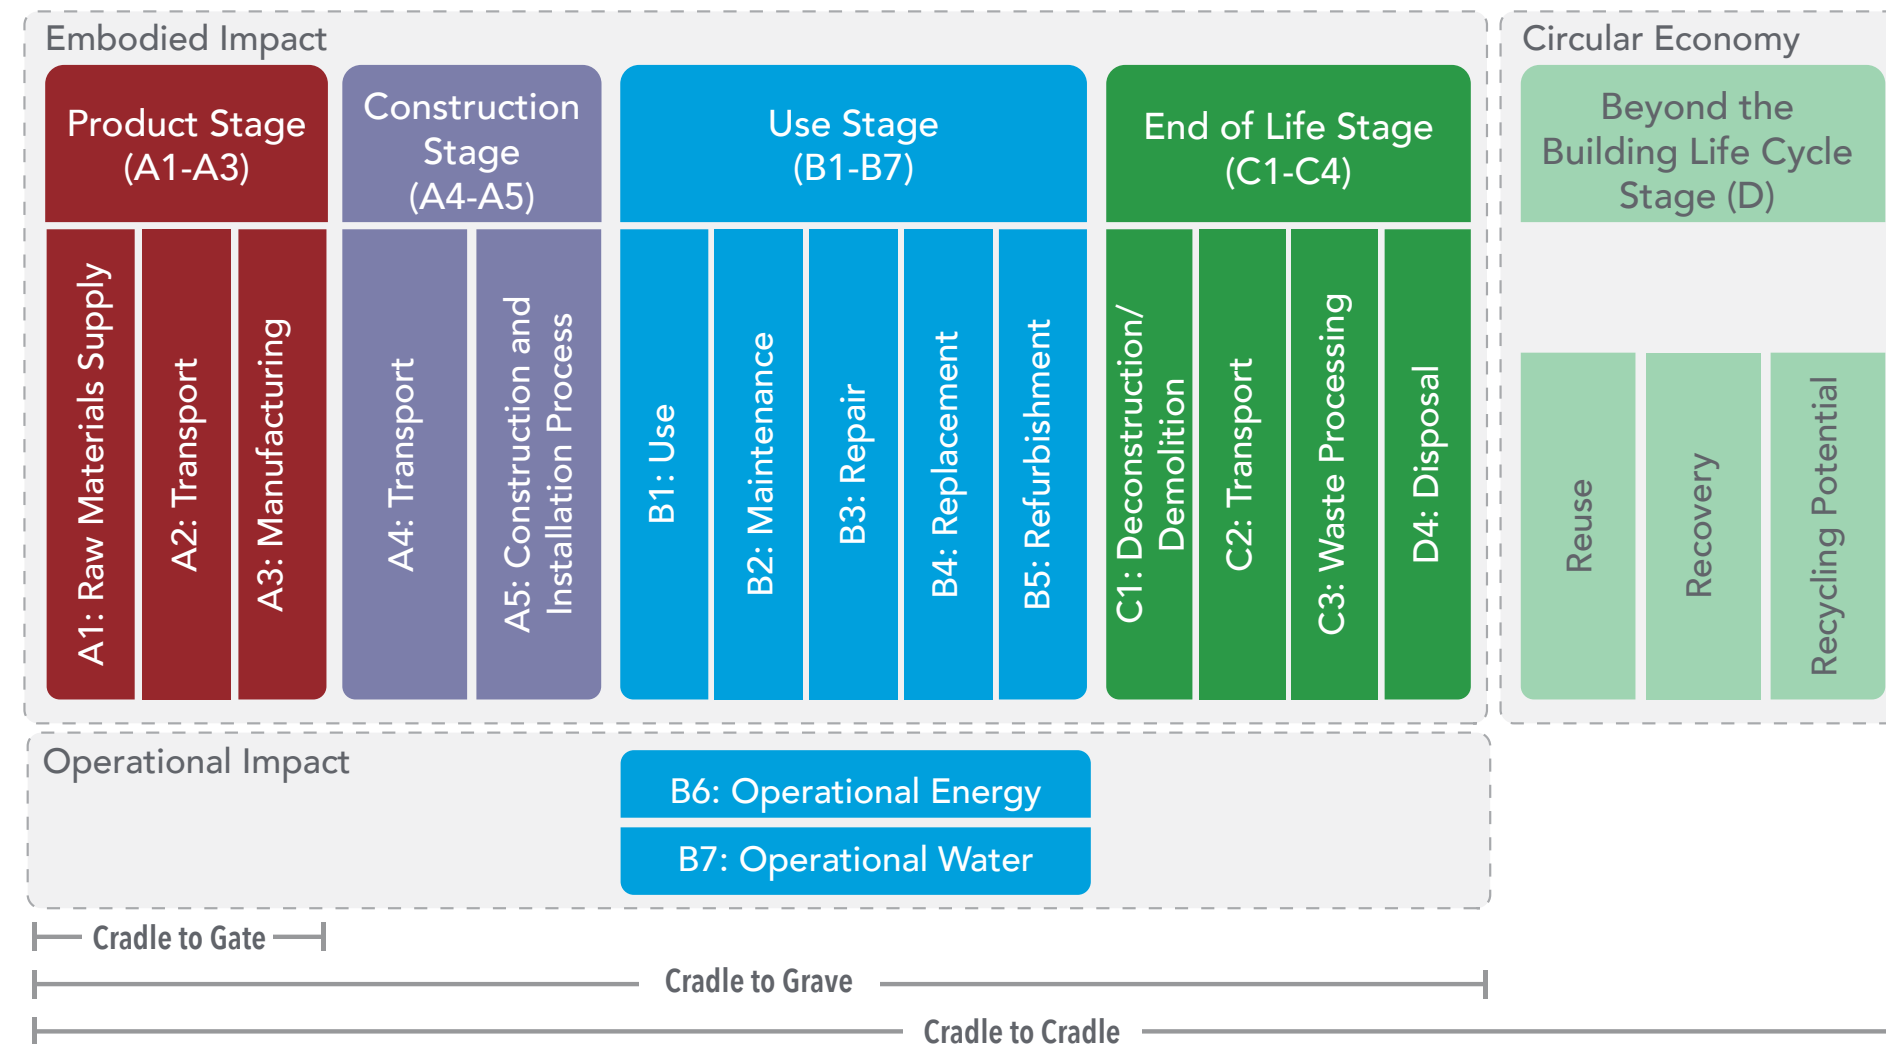 Embodied Impact
Circular Economy
Product Stage
(A1-A3)
Construction
Stage
(A4-A5)
Use Stage
(B1-B7)
End of Life Stage
(C1-C4)
Beyond the
Building Life Cycle
Stage (D)
A1: Raw Materials Supply
A2: Transport
A3: Manufacturing
A4: Transport
A5: Construction and
Installation Process
B1: Use
B2: Maintenance
B3: Repair
B4: Replacement
B5: Refurbishment
C1: Deconstruction/
Demolition
C2: Transport
C3: Waste Processing
D4: Disposal
Reuse
Recovery
Recycling Potential
Operational Impact
B6: Operational Energy
B7: Operational Water
Cradle to Gate
Cradle to Grave
Cradle to Cradle